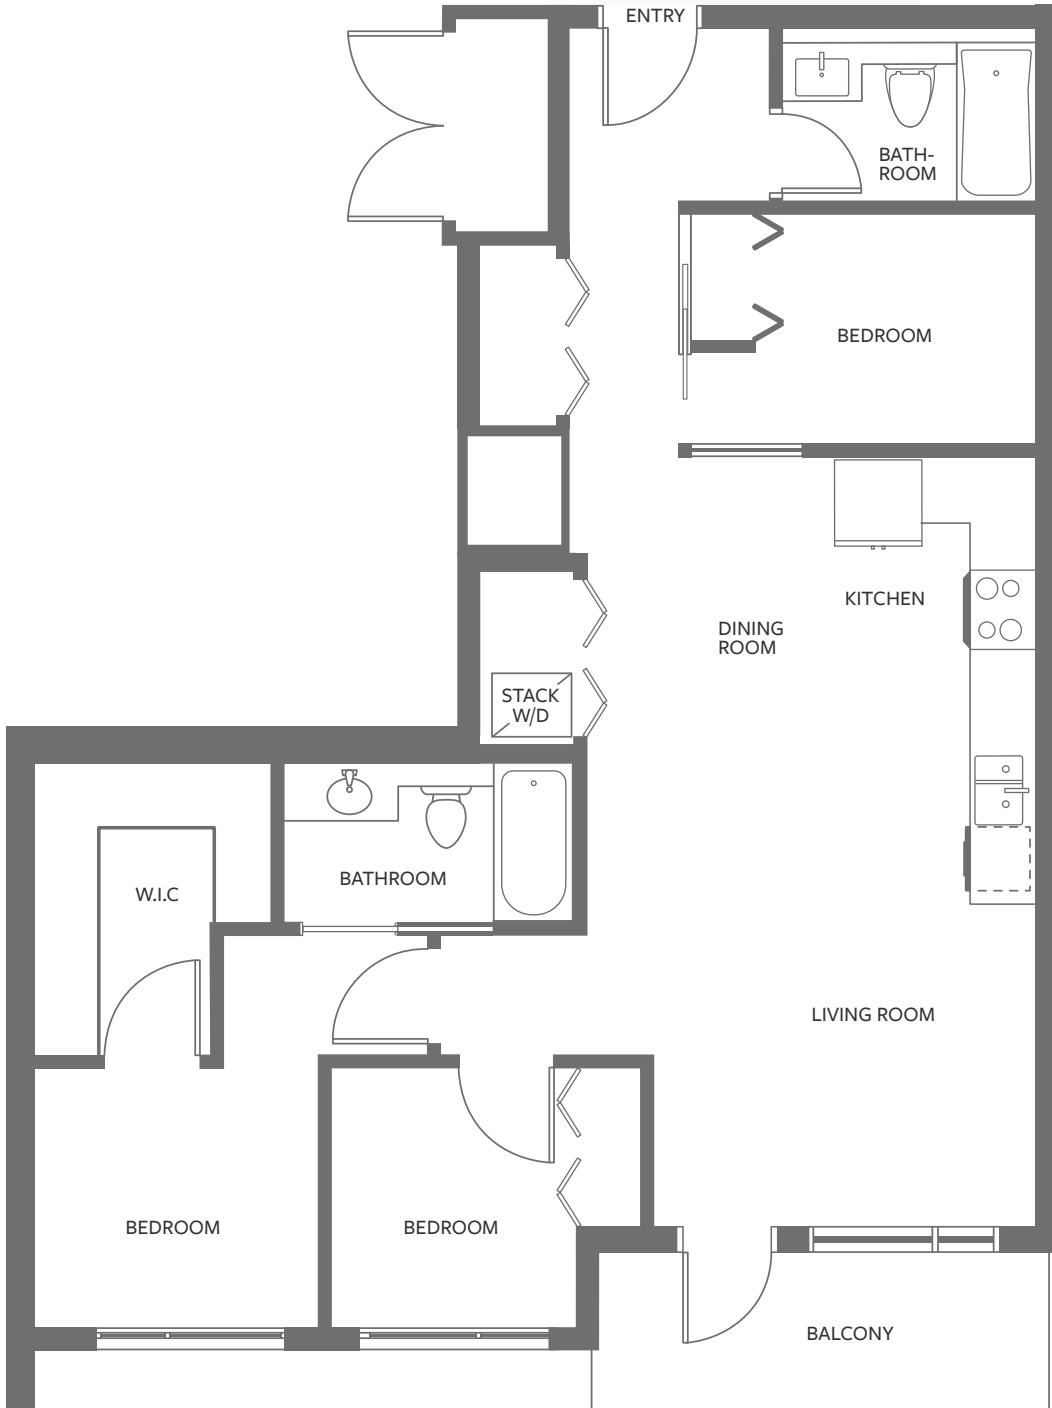 ENTRY
BATH-
ROOM
BEDROOM
KITCHEN
DINING
ROOM
STACK
W/D
BATHROOM
W.I.C
LIVING ROOM
BEDROOM
BEDROOM
BALCONY